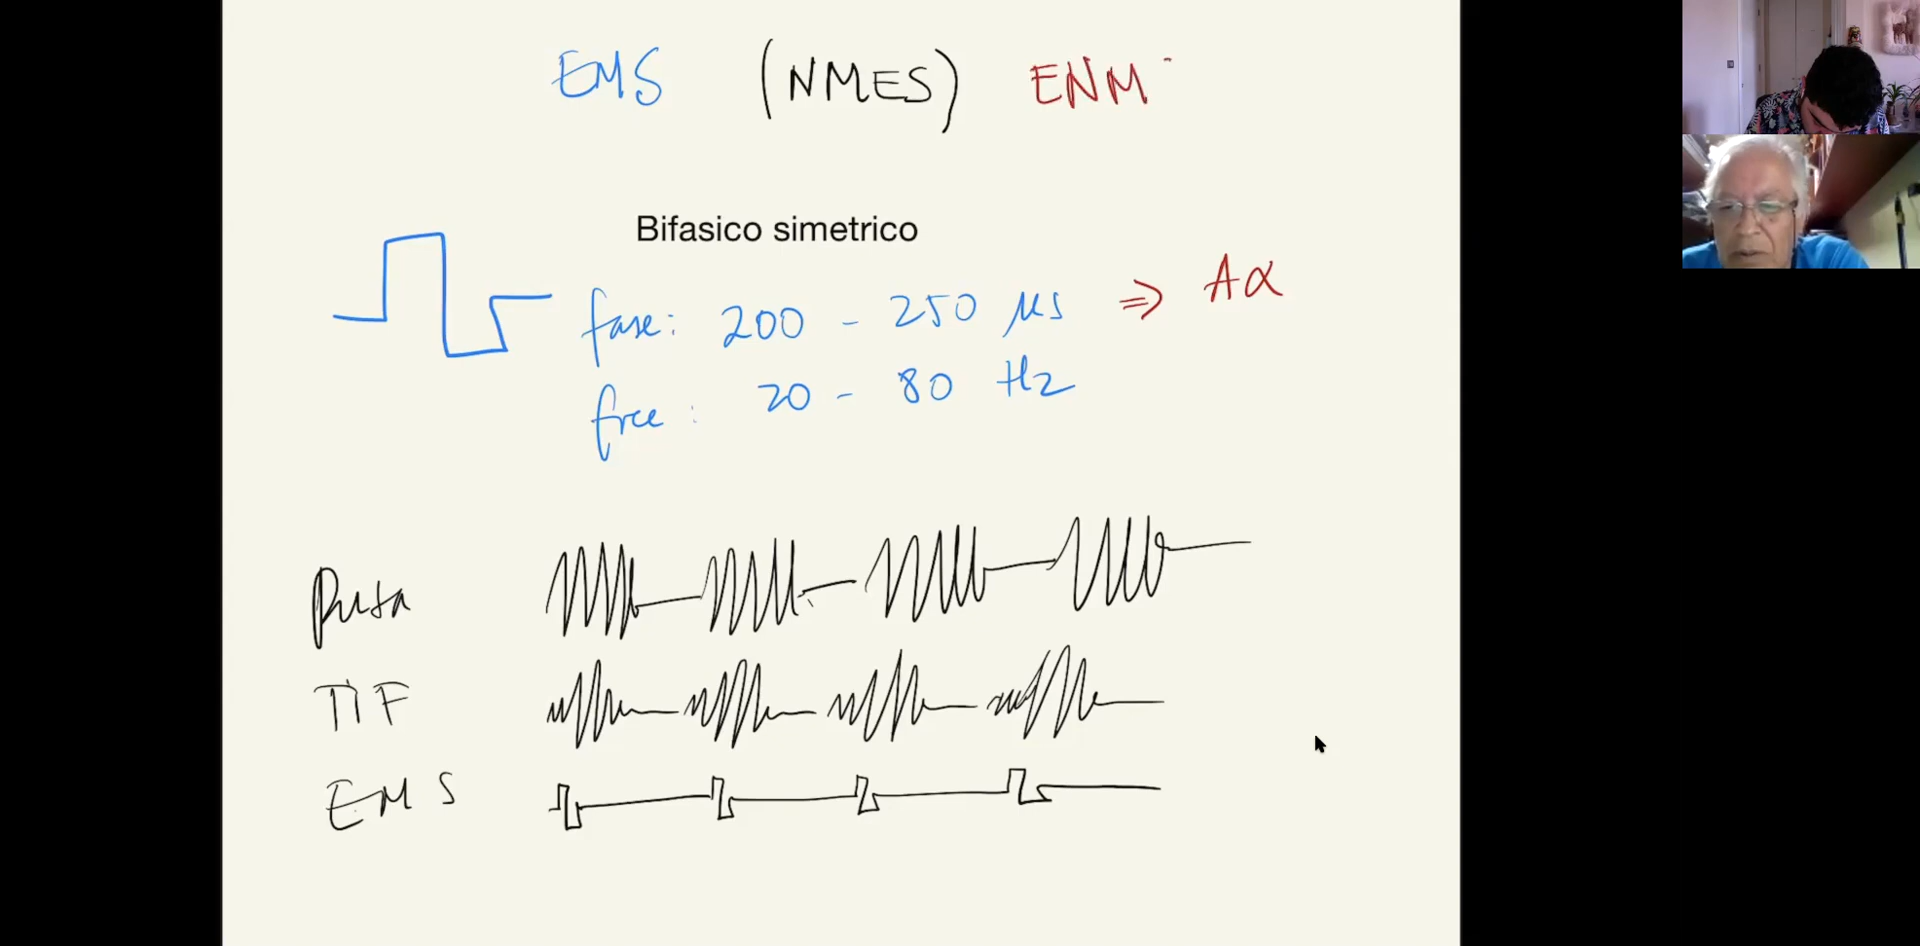 EMS (NMES) ENM
Bifasico simetrico
fase: 200 - 250 µs ⇒ Aα
frec: 20 - 80 Hz
Rusa
TIF
EMS